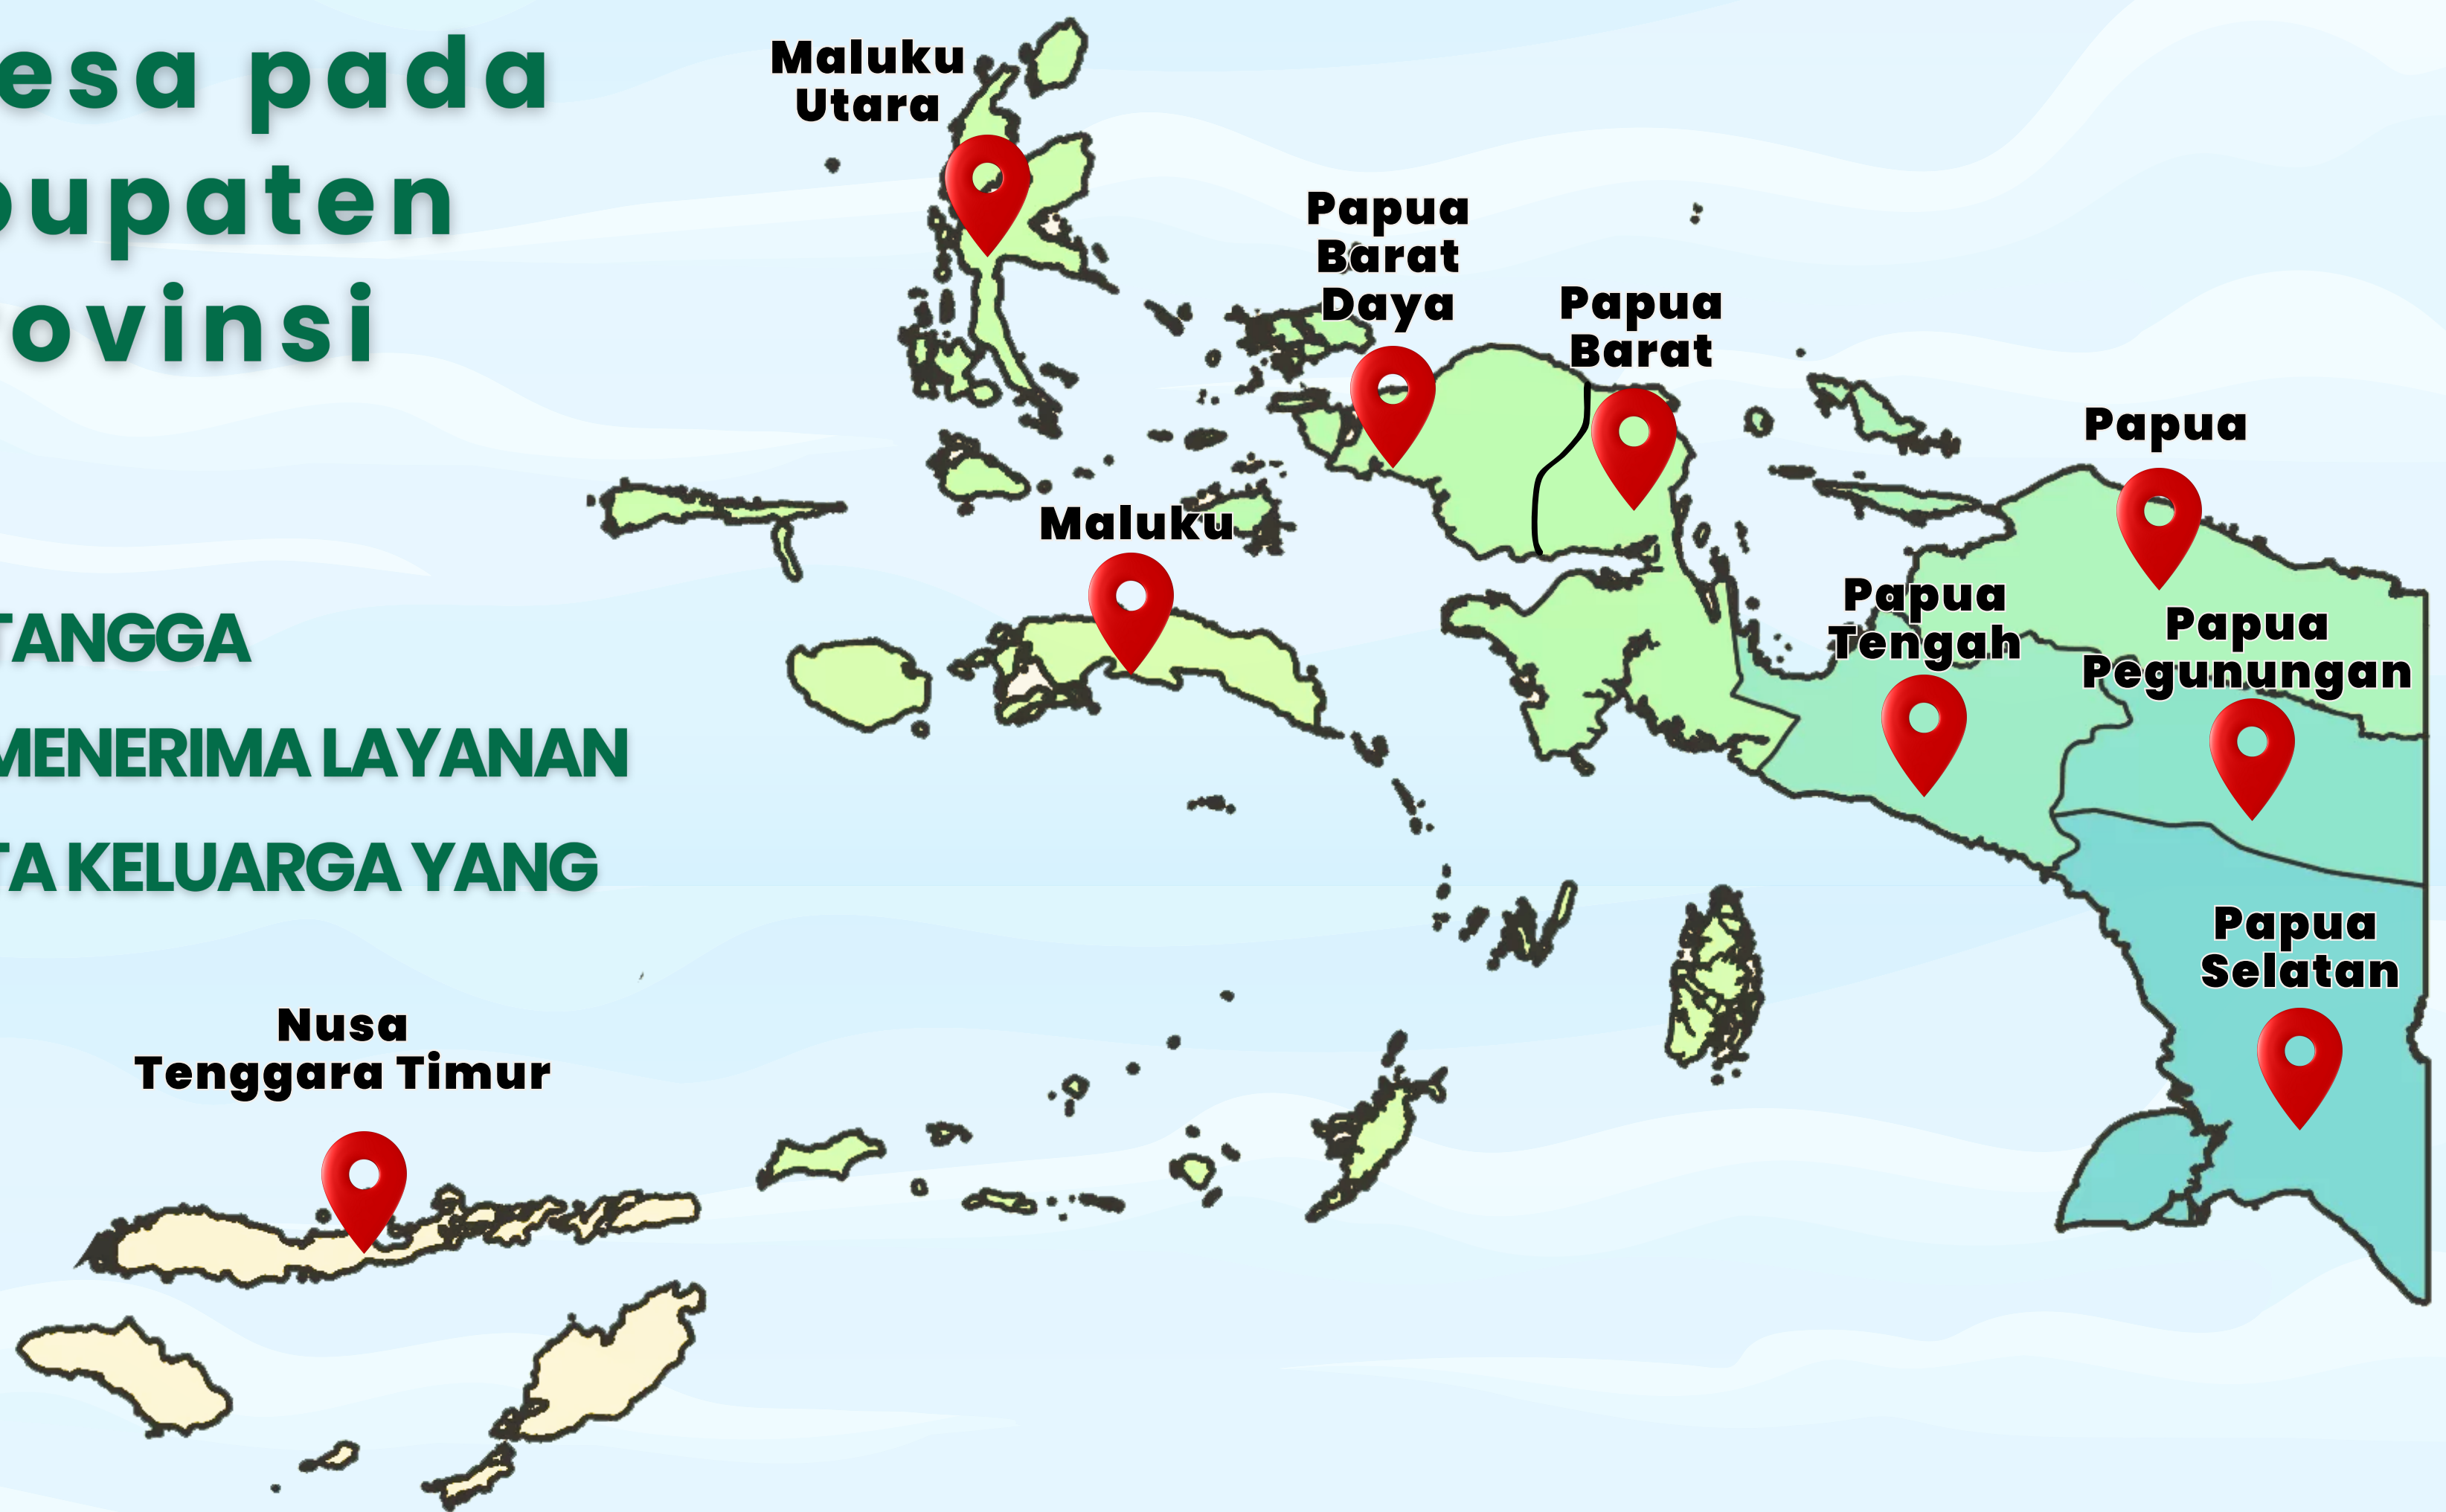 esa pada
upaten
ovinsi
TANGGA
MENERIMA LAYANAN
TA KELUARGA YANG
Maluku
Utara
Papua
Barat
Daya
Papua
Barat
Papua
Maluku
Papua
Tengah
Papua
Pegunungan
Papua
Selatan
Nusa
Tenggara Timur